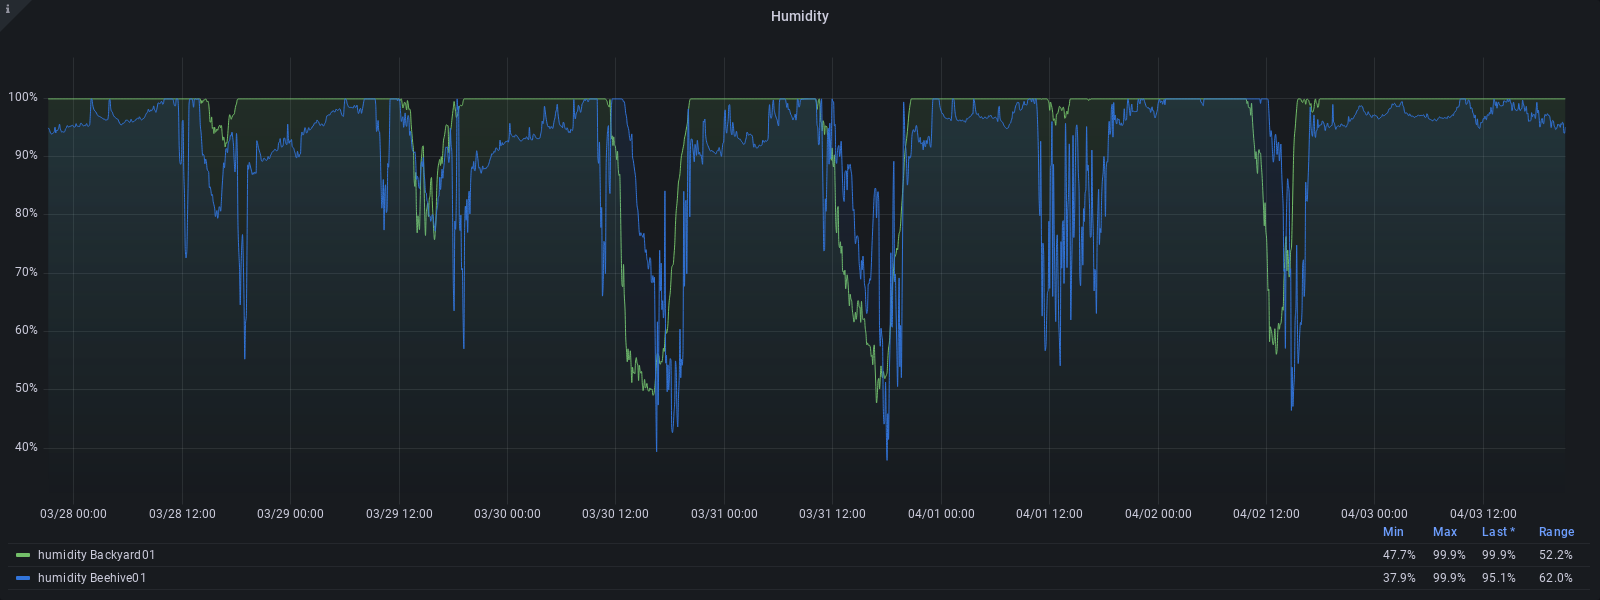 i
Humidity
100%
90%
80%
70%
60%
50%
40%
03/28 00:00 03/28 12:00 03/29 00:00 03/29 12:00 03/30 00:00 03/30 12:00 03/31 00:00 03/31 12:00 04/01 00:00 04/01 12:00 04/02 00:00 04/02 12:00 04/03 00:00 04/03 12:00
Min Max Last * Range
humidity Backyard01 47.7% 99.9% 99.9% 52.2%
humidity Beehive01 37.9% 99.9% 95.1% 62.0%